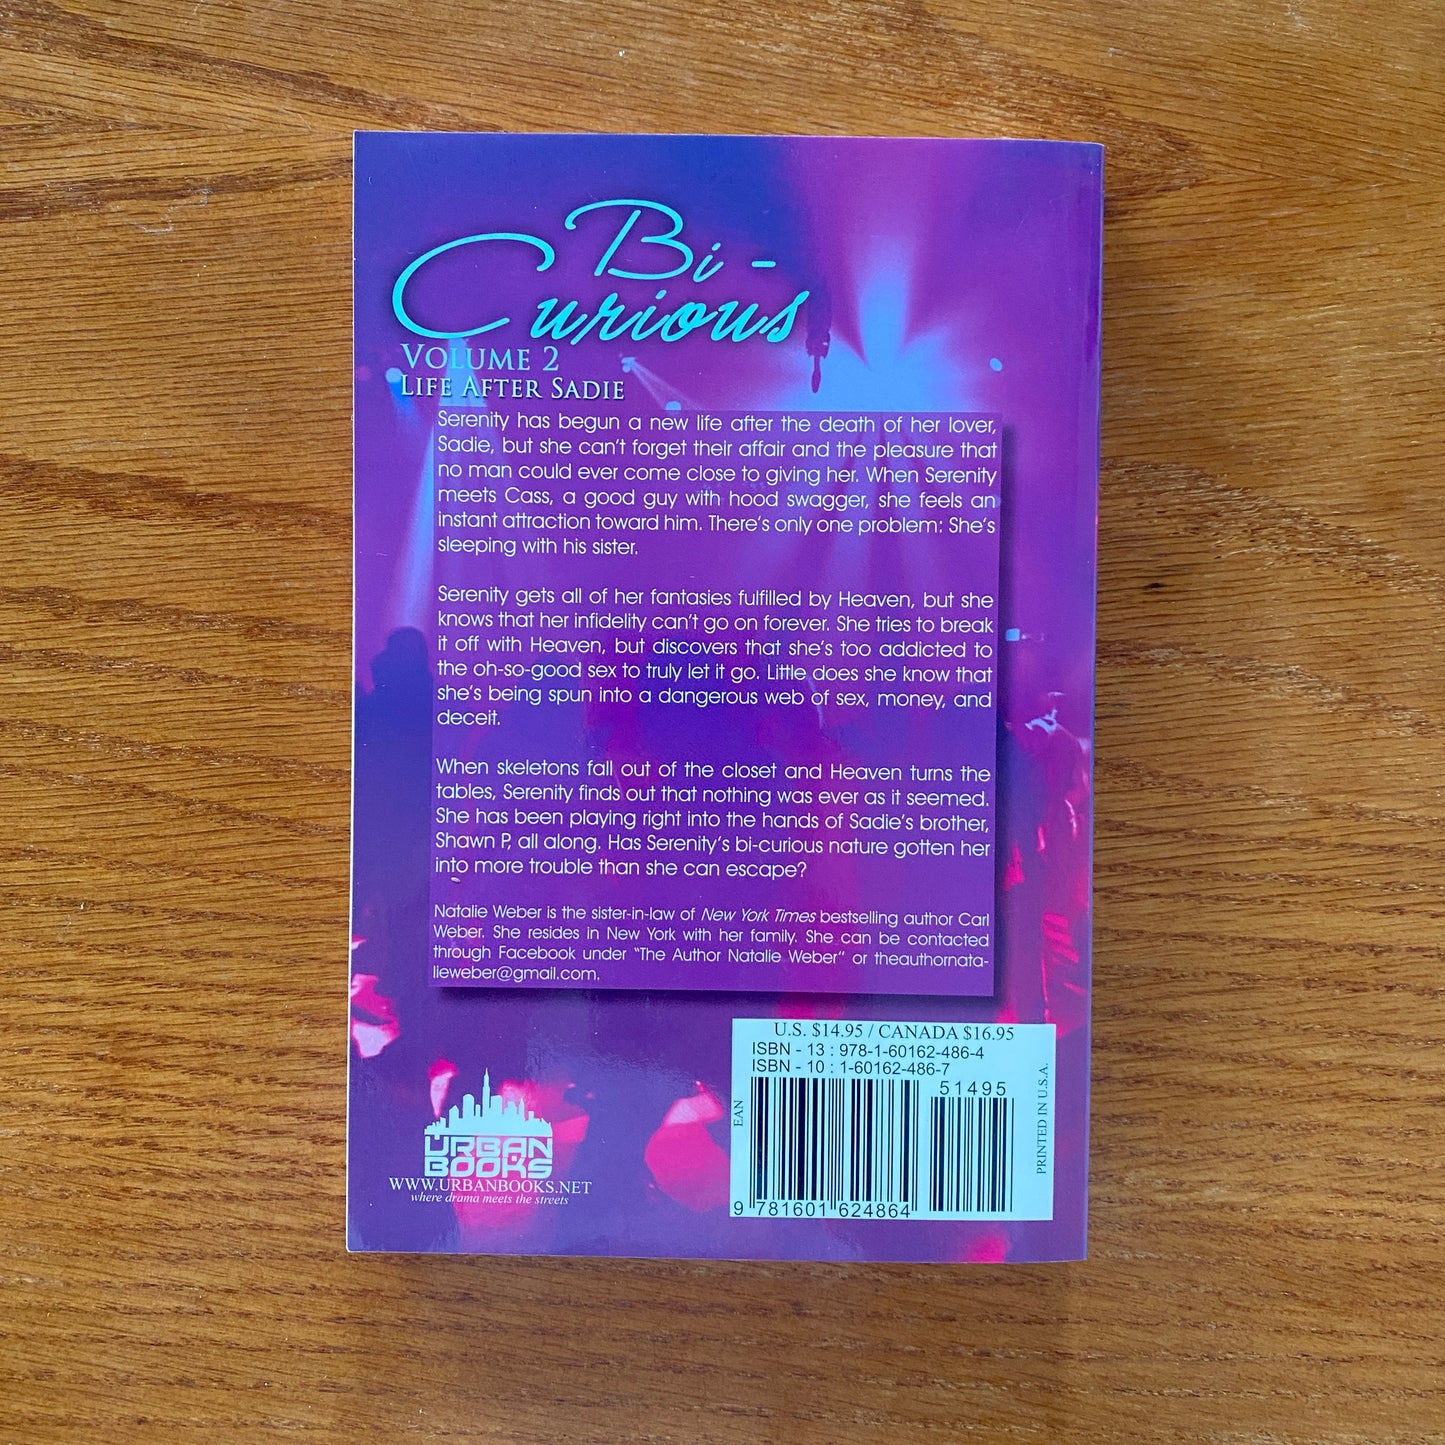 Bi -
Curious
VOLUME 2
LIFE AFTER SADIE
Serenity has begun a new life after the death of her lover,
Sadie, but she can't forget their affair and the pleasure that
no man could ever come close to giving her. When Serenity
meets Cass, a good guy with hood swagger, she feels an
instant attraction toward him. There's only one problem: She's
sleeping with his sister.
Serenity gets all of her fantasies fulfilled by Heaven, but she
knows that her infidelity can't go on forever. She tries to break
it off with Heaven, but discovers that she's too addicted to
the oh-so-good sex to truly let it go. Little does she know that
she's being spun into a dangerous web of sex, money, and
deceit.
When skeletons fall out of the closet and Heaven turns the
tables, Serenity finds out that nothing was ever as it seemed.
She has been playing right into the hands of Sadie's brother,
Shawn P, all along. Has Serenity's bi-curious nature gotten her
into more trouble than she can escape?
Natalie Weber is the sister-in-law of New York Times bestselling author Carl
Weber. She resides in New York with her family. She can be contacted
through Facebook under "The Author Natalie Weber" or theauthornata-
lieweber@gmail.com.
URBAN
BOOKS
WWW.URBANBOOKS.NET
where drama meets the streets
U.S. $14.95 / CANADA $16.95
ISBN - 13 : 978-1-60162-486-4
ISBN - 10 : 1-60162-486-7
51495
EAN
PRINTED IN U.S.A.
9 781601 624864